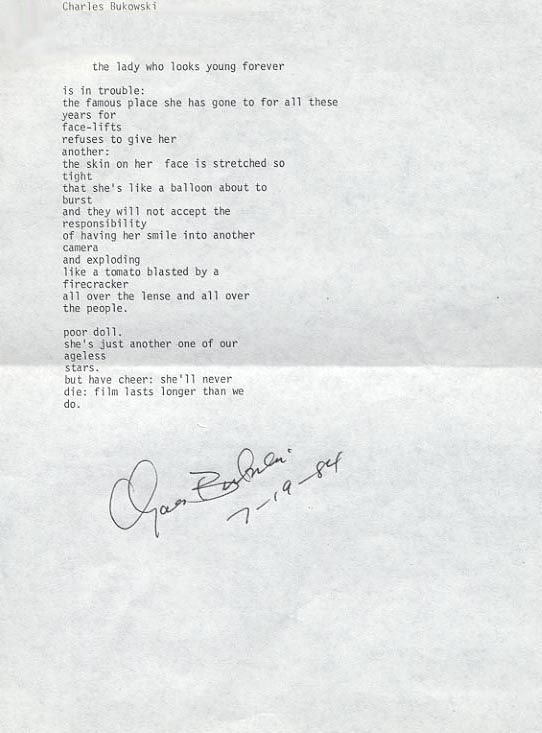 Charles Bukowski
the lady who looks young forever
is in trouble:
the famous place she has gone to for all these
years for
face-lifts
refuses to give her
another:
the skin on her face is stretched so
tight
that she's like a balloon about to
burst
and they will not accept the
responsibility
of having her smile into another
camera
and exploding
like a tomato blasted by a
firecracker
all over the lense and all over
the people.
poor doll.
she's just another one of our
ageless
stars.
but have cheer: she'll never
die: film lasts longer than we
do.
Charles Bukowski
7-19-84